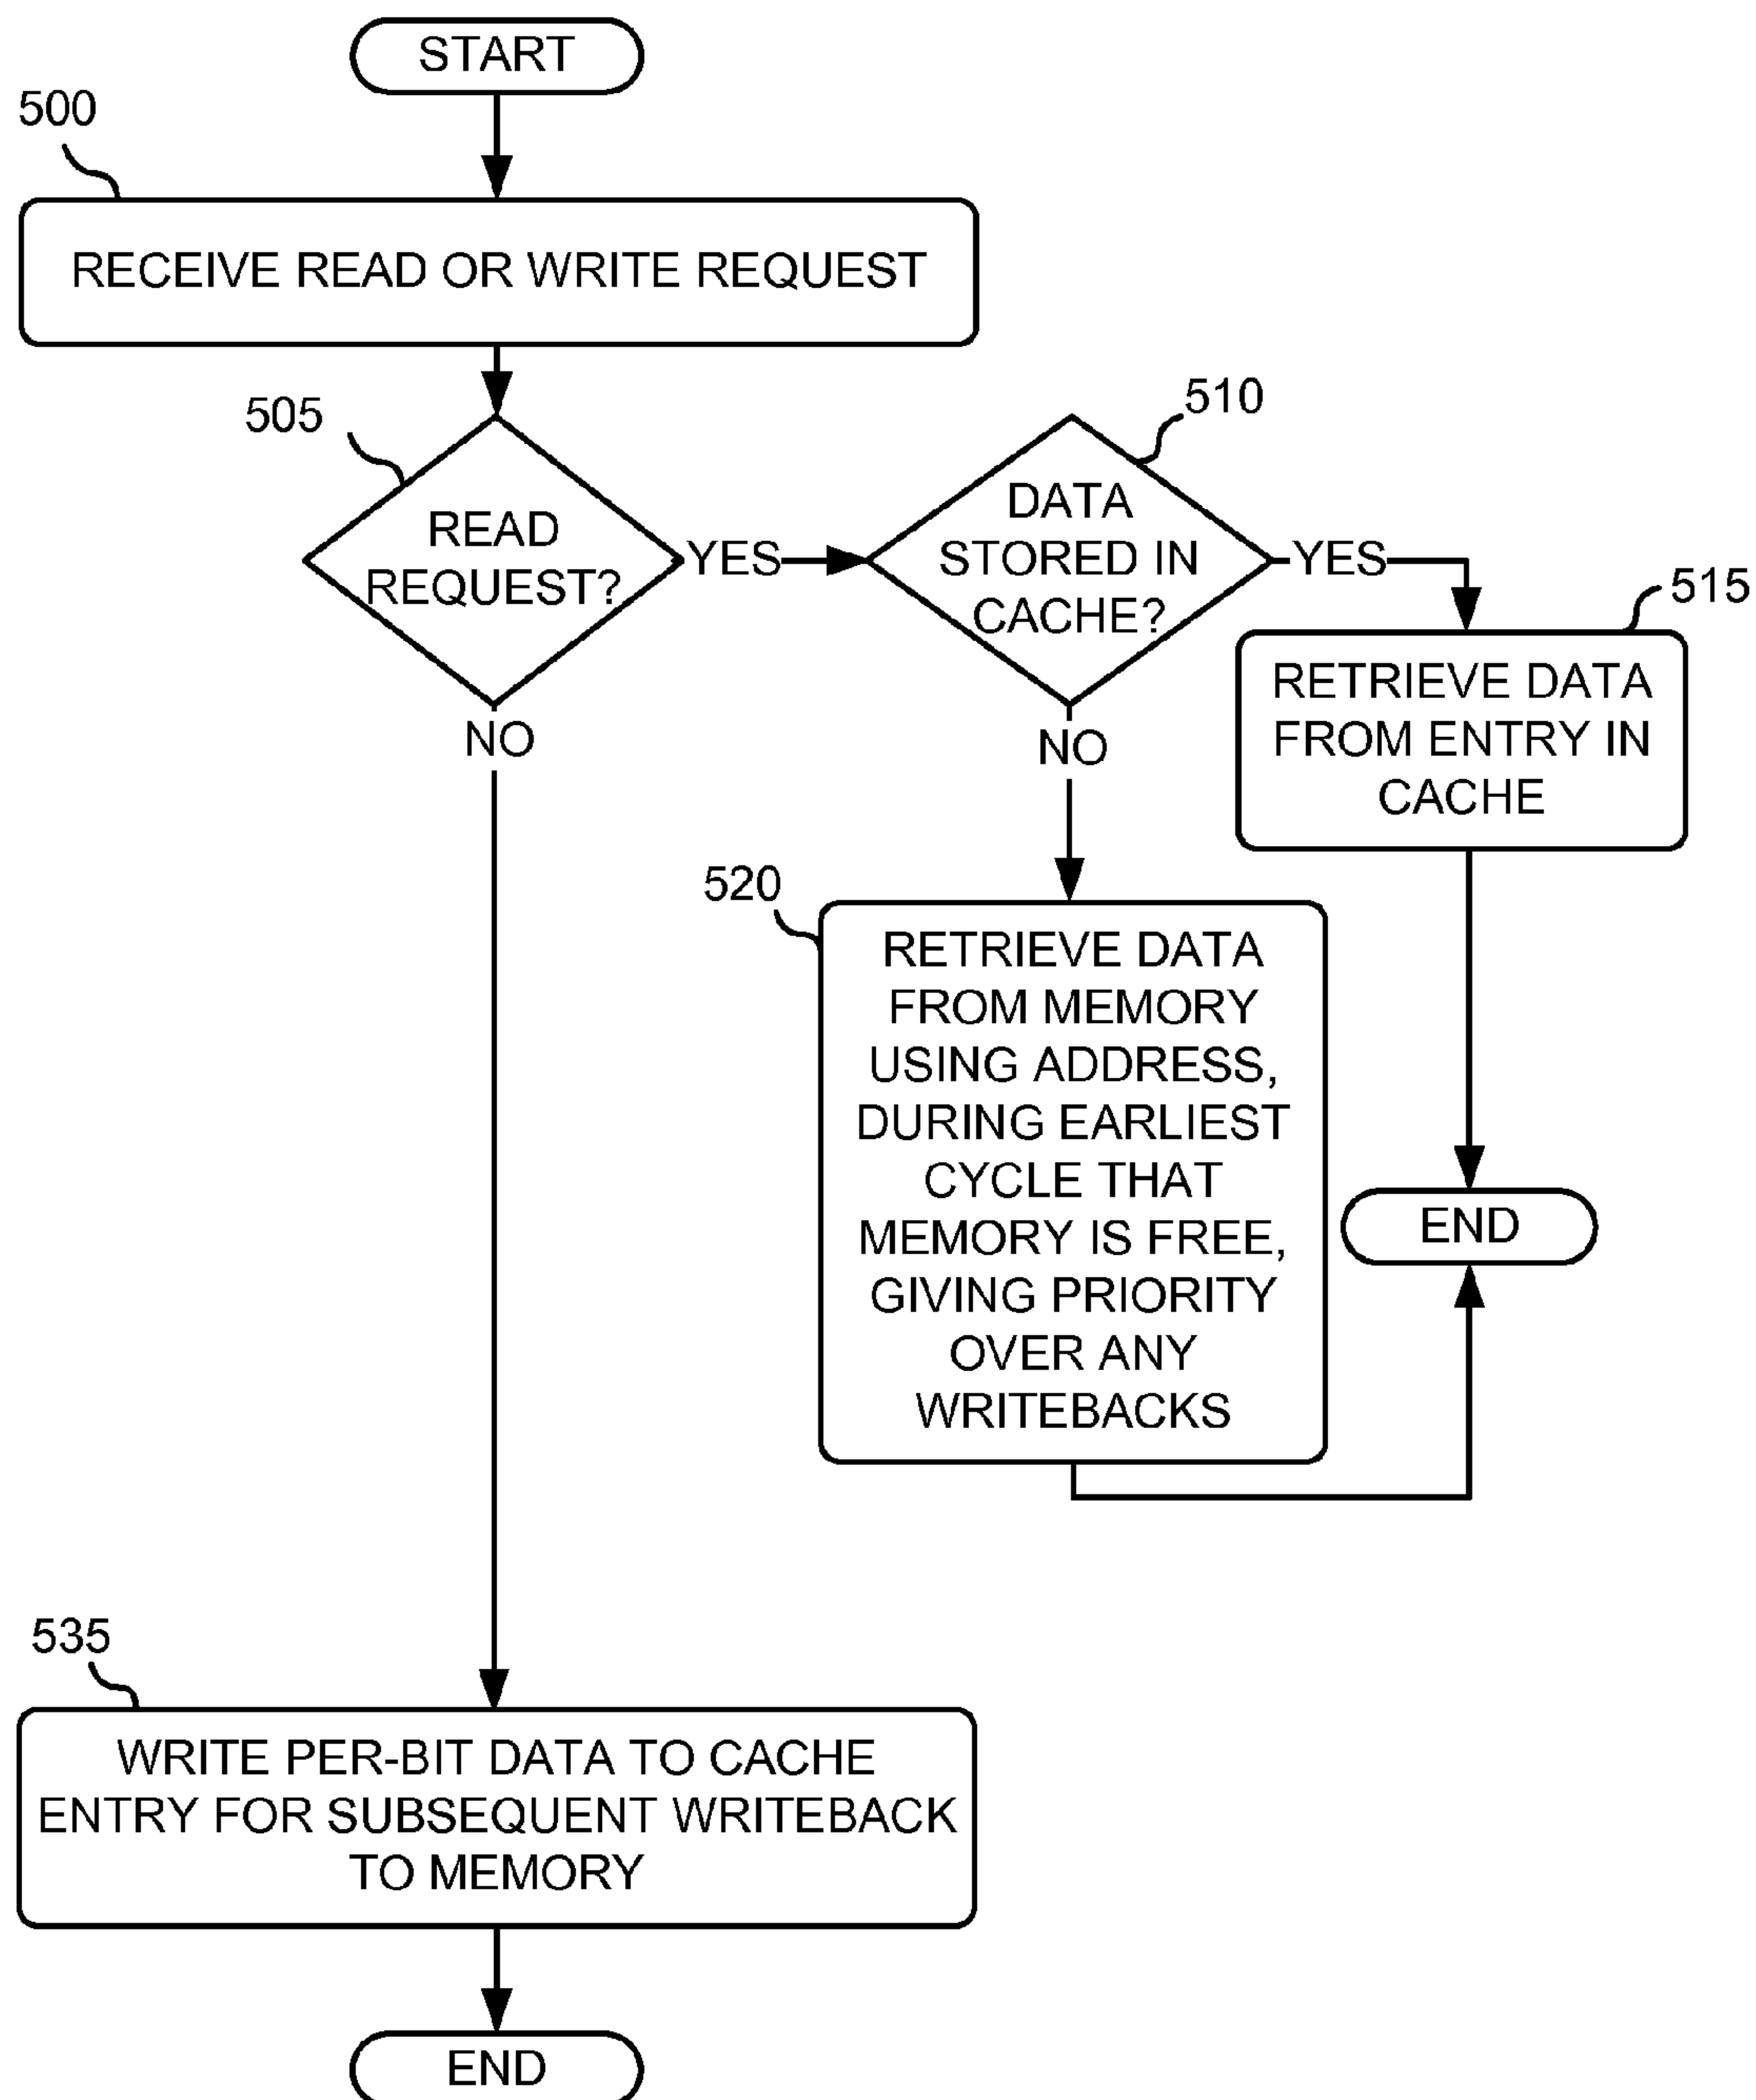 START
500
RECEIVE READ OR WRITE REQUEST
505
READ
REQUEST?
YES
NO
510
DATA
STORED IN
CACHE?
YES
NO
515
RETRIEVE DATA
FROM ENTRY IN
CACHE
520
RETRIEVE DATA
FROM MEMORY
USING ADDRESS,
DURING EARLIEST
CYCLE THAT
MEMORY IS FREE,
GIVING PRIORITY
OVER ANY
WRITEBACKS
END
535
WRITE PER-BIT DATA TO CACHE
ENTRY FOR SUBSEQUENT WRITEBACK
TO MEMORY
END